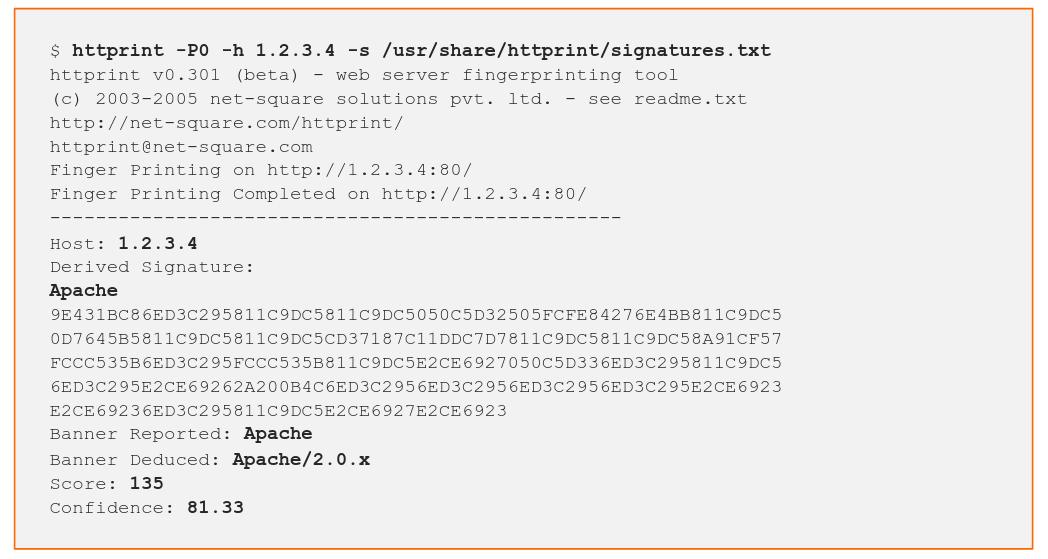 $ httprint -P0 -h 1.2.3.4 -s /usr/share/httprint/signatures.txt
httprint v0.301 (beta) - web server fingerprinting tool
(c) 2003-2005 net-square solutions pvt. ltd. - see readme.txt
http://net-square.com/httprint/
httprint@net-square.com
Finger Printing on http://1.2.3.4:80/
Finger Printing Completed on http://1.2.3.4:80/
--------------------------------------------------
Host: 1.2.3.4
Derived Signature:
Apache
9E431BC86ED3C295811C9DC5811C9DC5050C5D32505FCFE84276E4BB811C9DC5
0D7645B5811C9DC5811C9DC5CD37187C11DDC7D7811C9DC5811C9DC58A91CF57
FCCC535B6ED3C295FCCC535B811C9DC5E2CE6927050C5D336ED3C295811C9DC5
6ED3C295E2CE69262A200B4C6ED3C2956ED3C2956ED3C2956ED3C295E2CE6923
E2CE69236ED3C295811C9DC5E2CE6927E2CE6923
Banner Reported: Apache
Banner Deduced: Apache/2.0.x
Score: 135
Confidence: 81.33